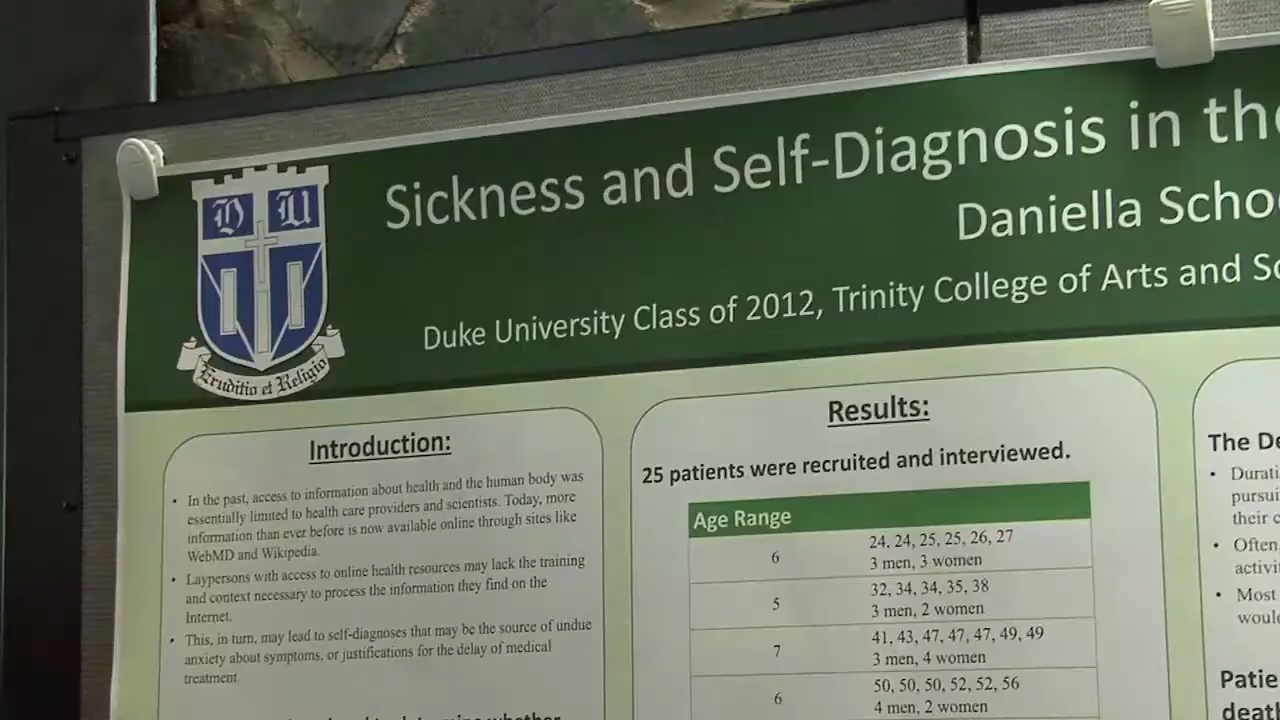 Sickness and Self-Diagnosis in the
Daniella
Duke University Class of 2012, Trinity College of Arts and
D U
Eruditio et Religio
Introduction:
• In the past, access to information about health and the human body was
essentially limited to health care providers and scientists. Today, more
information than ever before is now available online through sites like
WebMD and Wikipedia.
• Laypersons with access to online health resources may lack the training
and context necessary to process the information they find on the
Internet.
• This, in turn, may lead to self-diagnoses that may be the source of undue
anxiety about symptoms, or justifications for the delay of medical
treatment.
whether
Results:
25 patients were recruited and interviewed.
Age Range
6 24, 24, 25, 25, 26, 27
3 men, 3 women
5 32, 34, 34, 35, 38
3 men, 2 women
7 41, 43, 47, 47, 47, 49, 49
3 men, 4 women
6 50, 50, 50, 52, 52, 56
4 men, 2 women
The
•
their
• Often,
• Most